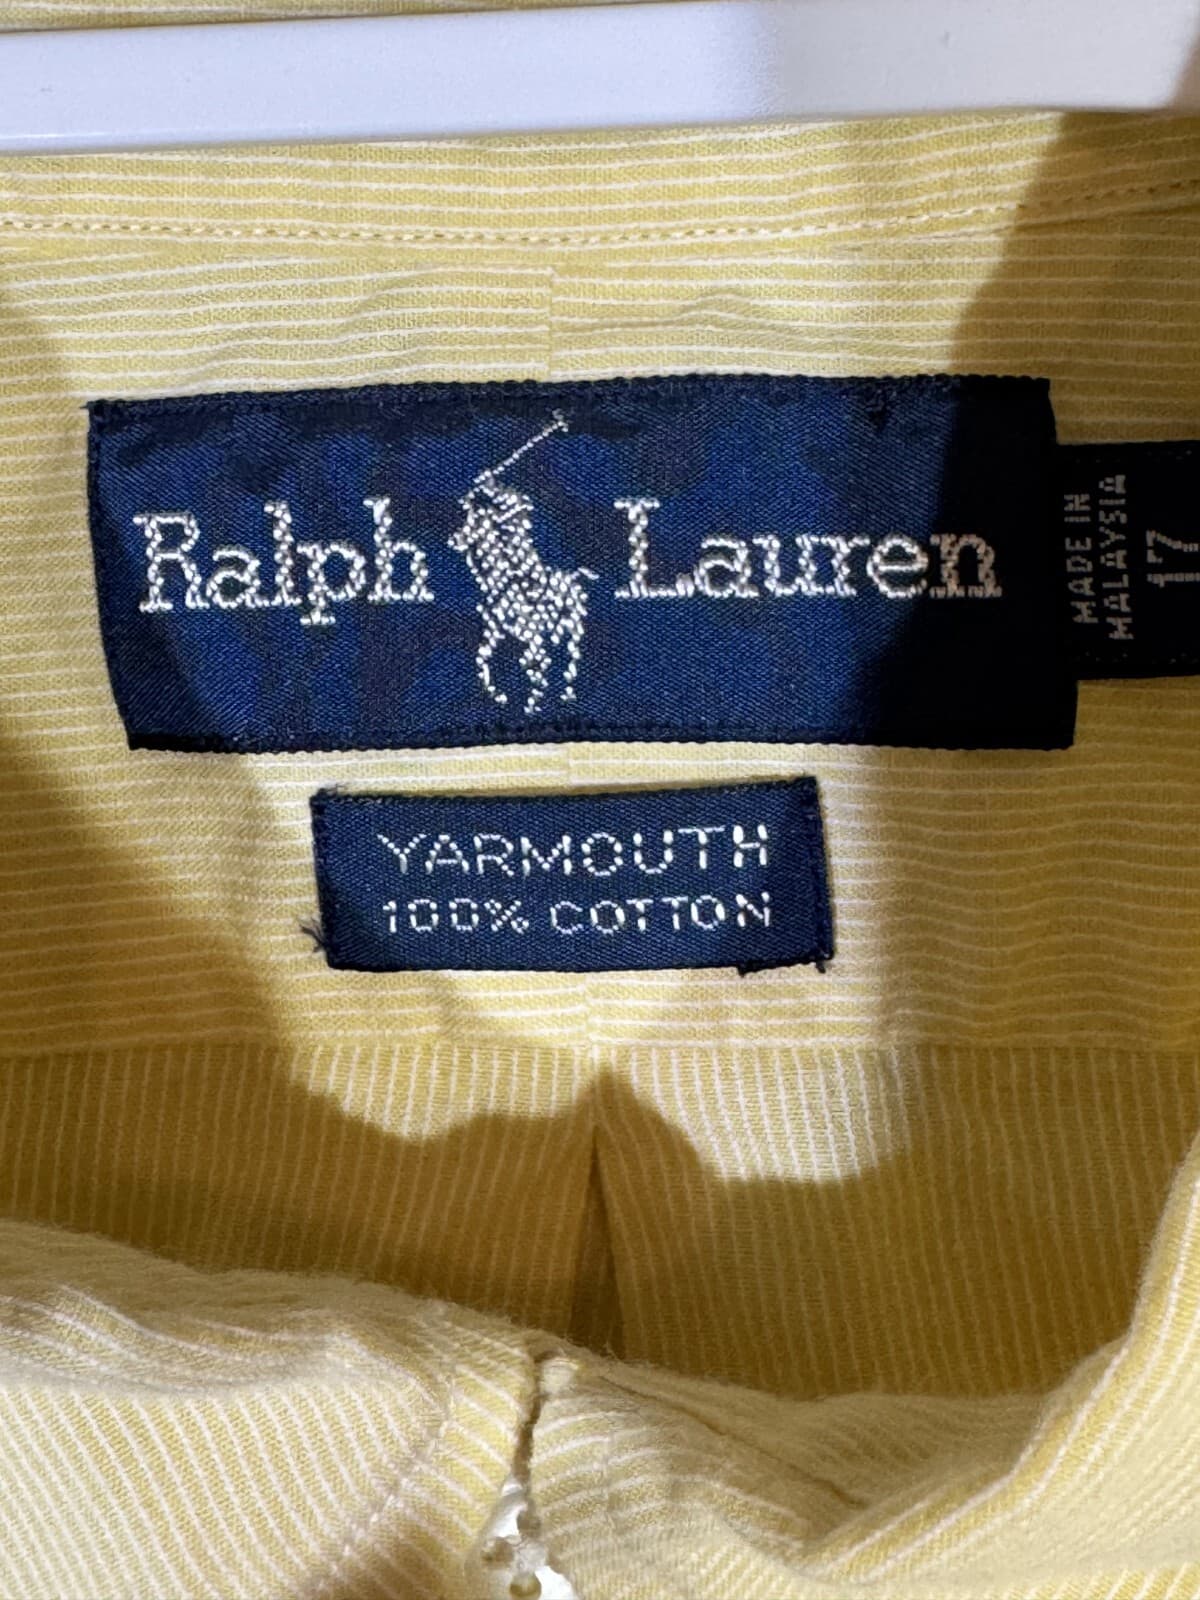 Ralph Lauren
MADE IN
MALAYSIA
17
YARMOUTH
100% COTTON